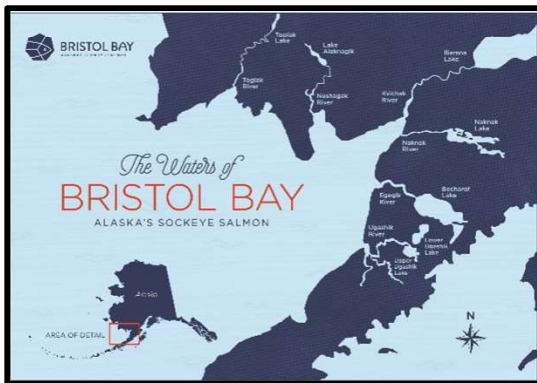 BRISTOL BAY
Togiak
Lake
Lake
Aleknagik
Iliamna
Lake
Togiak
River
Nushagak
River
Kvichak
River
Naknek
Lake
Naknek
River
The Waters of
BRISTOL BAY
ALASKA'S SOCKEYE SALMON
Egegik
River
Becharof
Lake
Ugashik
River
Lower
Ugashik
Lake
Upper
Ugashik
Lake
Alaska
AREA OF DETAIL
N